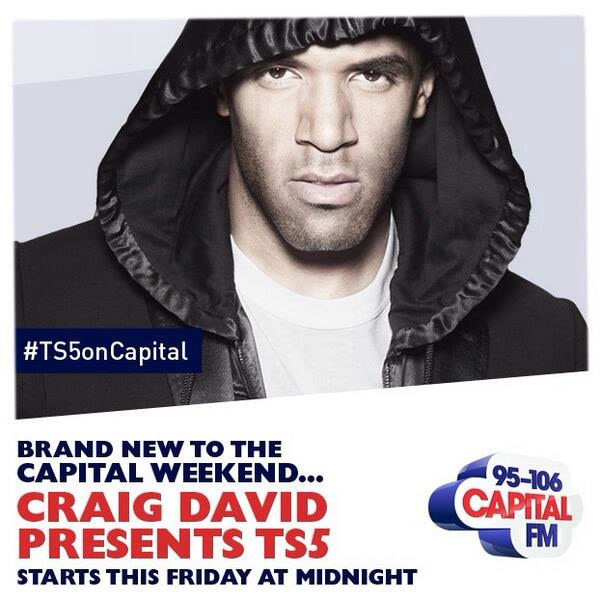 #TS5onCapital
BRAND NEW TO THE
CAPITAL WEEKEND...
CRAIG DAVID
PRESENTS TS5
STARTS THIS FRIDAY AT MIDNIGHT
95-106
CAPITAL
FM